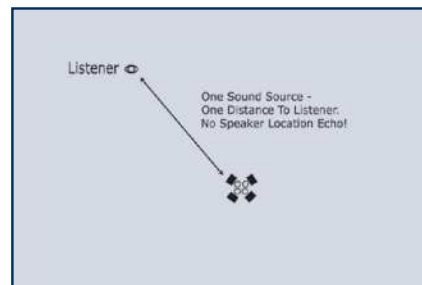 Listener
One Sound Source -
One Distance To Listener.
No Speaker Location Echo!